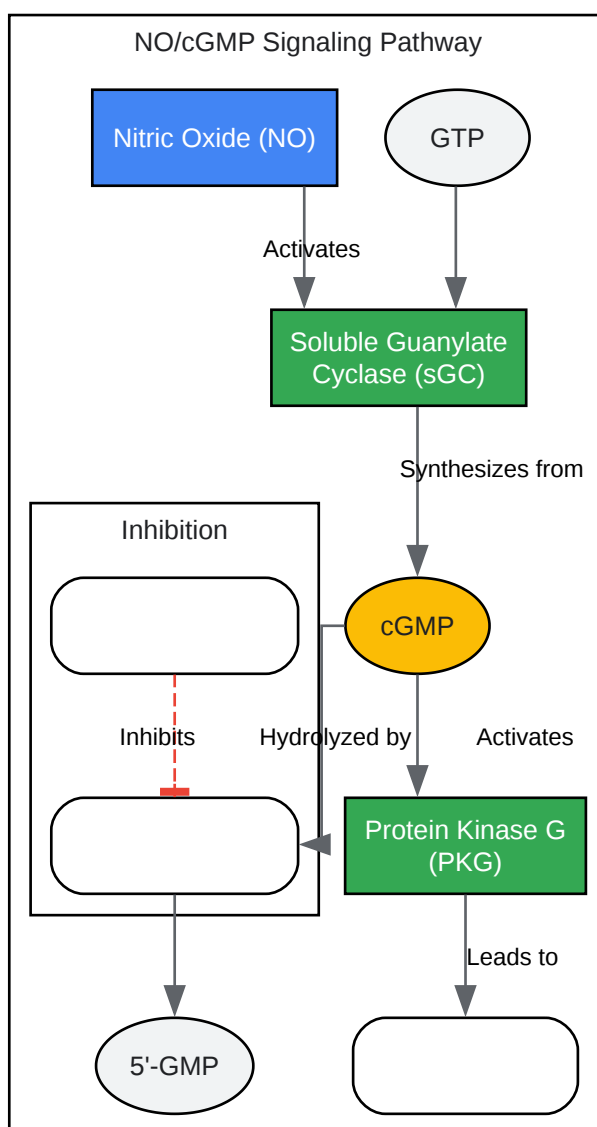 NO/cGMP Signaling Pathway
Nitric Oxide (NO)
GTP
Activates
Soluble Guanylate
Cyclase (sGC)
Synthesizes from
Inhibition
cGMP
Inhibits
Hydrolyzed by
Activates
Protein Kinase G
(PKG)
Leads to
5'-GMP